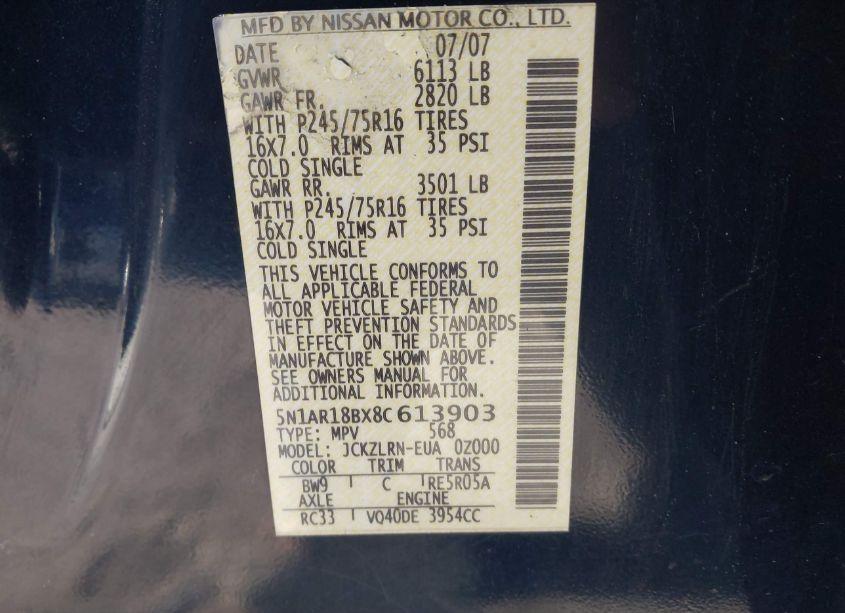 MFD BY NISSAN MOTOR CO., LTD.
DATE 07/07
GVWR 6113 LB
GAWR FR. 2820 LB
WITH P245/75R16 TIRES
16X7.0 RIMS AT 35 PSI
COLD SINGLE
GAWR RR. 3501 LB
WITH P245/75R16 TIRES
16X7.0 RIMS AT 35 PSI
COLD SINGLE
THIS VEHICLE CONFORMS TO
ALL APPLICABLE FEDERAL
MOTOR VEHICLE SAFETY AND
THEFT PREVENTION STANDARDS
IN EFFECT ON THE DATE OF
MANUFACTURE SHOWN ABOVE.
SEE OWNERS MANUAL FOR
ADDITIONAL INFORMATION.
5N1AR18BX8C613903
TYPE: MPV 568
MODEL: JCKZLRN-EUA 0Z000
COLOR TRIM TRANS
BW9 C RE5R05A
AXLE ENGINE
RC33 VQ40DE 3954CC